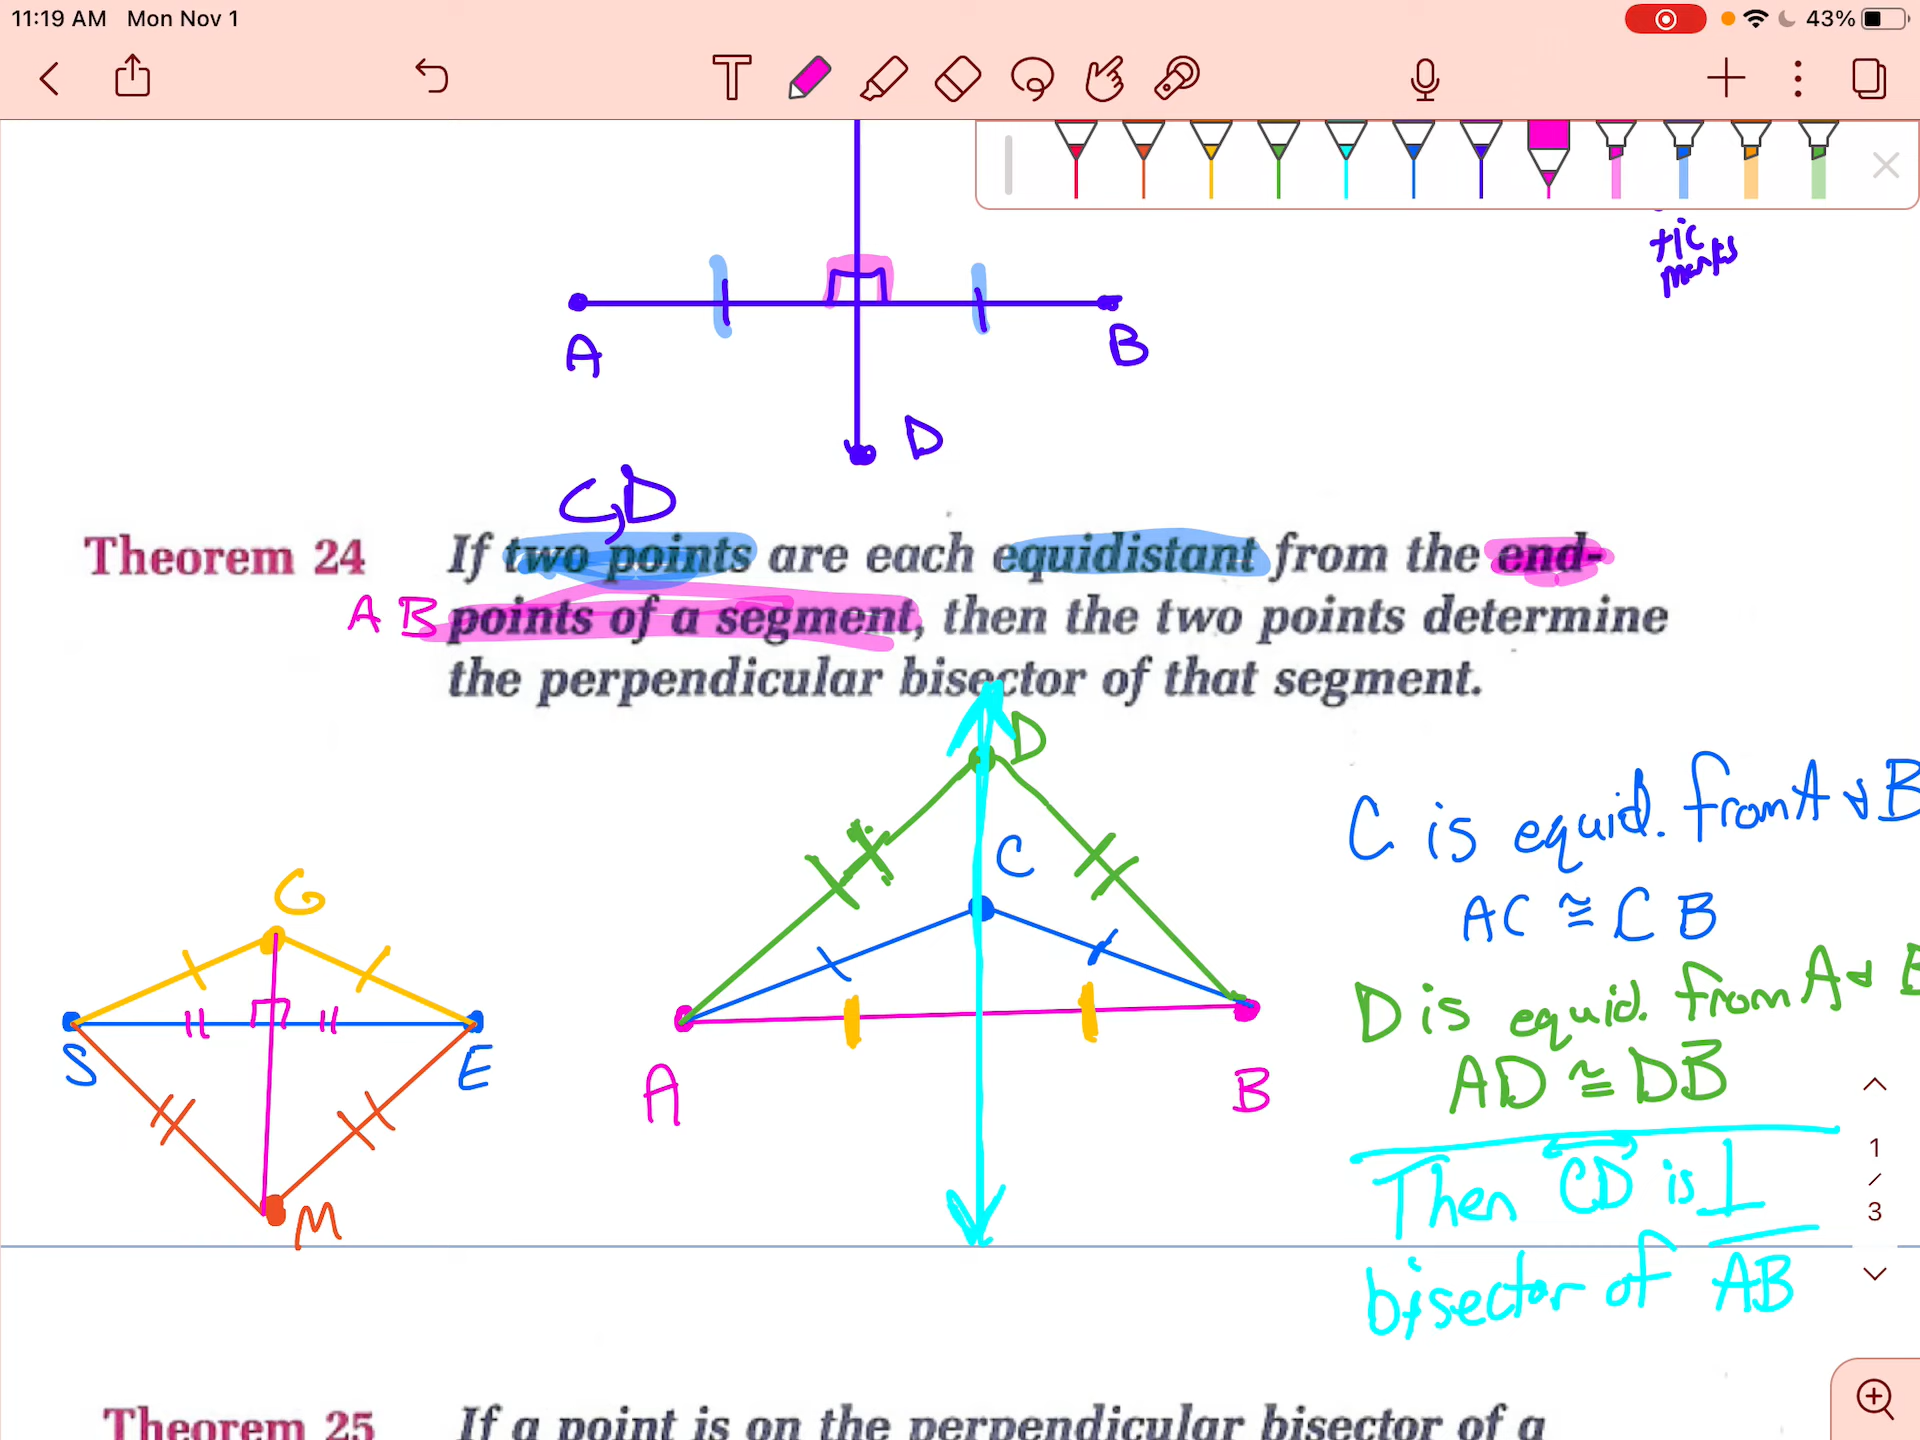 11:19 AM Mon Nov 1
43%
T
tic
marks
A
B
D
C,D
Theorem 24 If two points are each equidistant from the end-
A B points of a segment, then the two points determine
the perpendicular bisector of that segment.
D
C
C is equid. from A & B
AC ≅ CB
G
D is equid. from A &
S
E
A
B
AD ≅ DB
1
/
3
M
Then CD is ⊥
bisector of AB
Theorem 25 If a point is on the perpendicular bisector of a